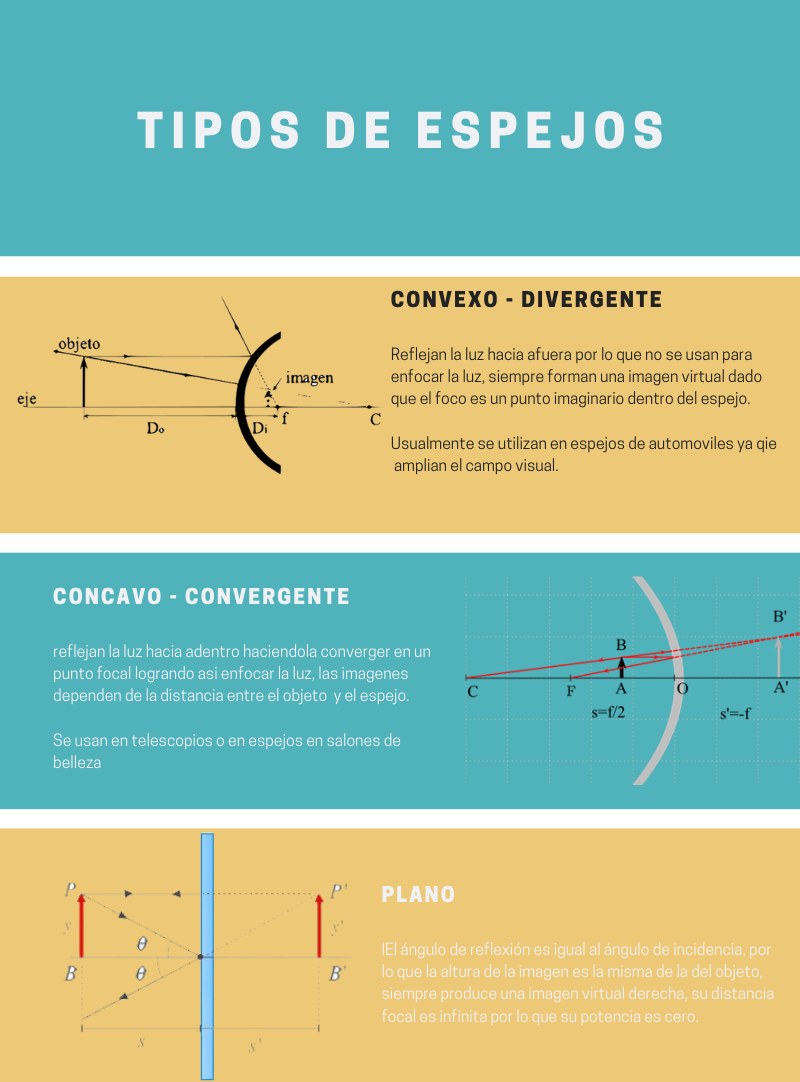 TIPOS DE ESPEJOS
CONVEXO - DIVERGENTE
Reflejan la luz hacia afuera por lo que no se usan para
enfocar la luz, siempre forman una imagen virtual dado
que el foco es un punto imaginario dentro del espejo.
Usualmente se utilizan en espejos de automoviles ya qie
amplian el campo visual.
objeto
imagen
eje
Do
Di
f
C
CONCAVO - CONVERGENTE
reflejan la luz hacia adentro haciendola converger en un
punto focal logrando asi enfocar la luz, las imagenes
dependen de la distancia entre el objeto y el espejo.
Se usan en telescopios o en espejos en salones de
belleza
B'
B
C
F
A
O
A'
s=f/2
s'=-f
PLANO
lEl ángulo de reflexión es igual al ángulo de incidencia, por
lo que la altura de la imagen es la misma de la del objeto,
siempre produce una imagen virtual derecha, su distancia
focal es infinita por lo que su potencia es cero.
P
P'
y
y'
θ
B
θ
B'
s
s'